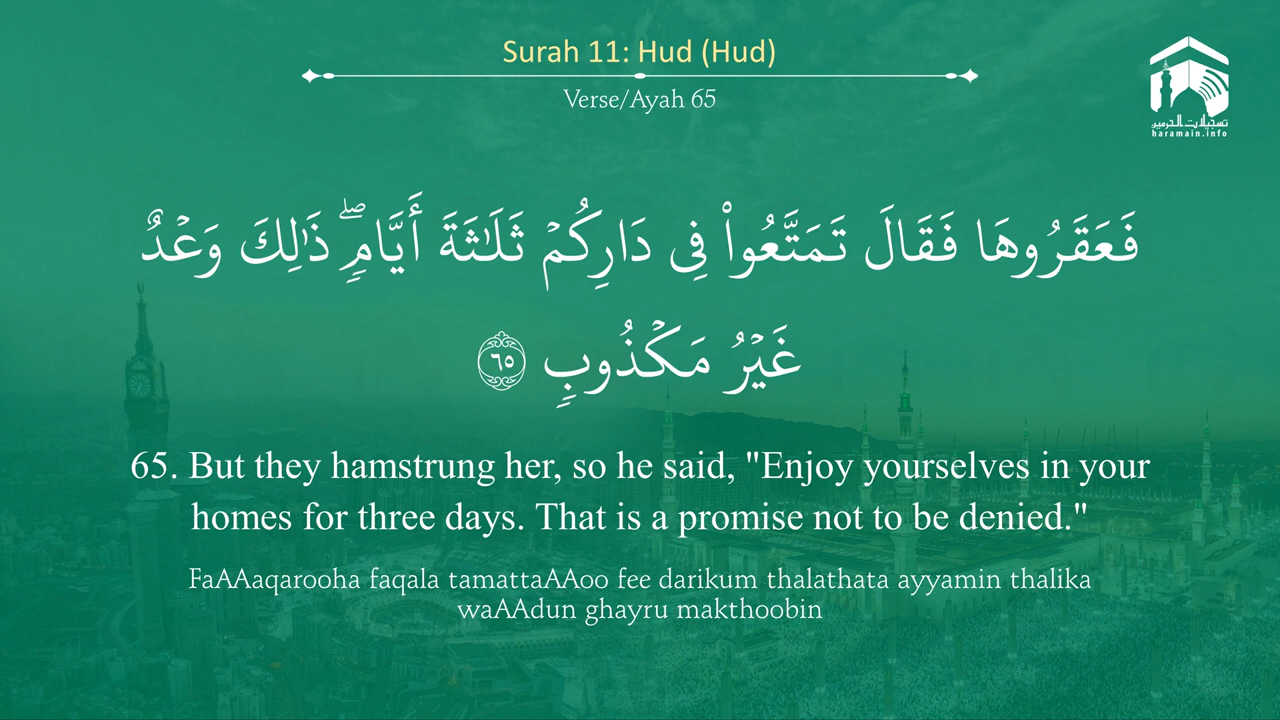 Surah 11: Hud (Hud)
Verse/Ayah 65
تسجيلات الحرمين
haramain.info
فَعَقَرُوهَا فَقَالَ تَمَتَّعُوا۟ فِى دَارِكُمْ ثَلَـٰثَةَ أَيَّامٍۢ ۖ ذَٰلِكَ وَعْدٌ
غَيْرُ مَكْذُوبٍۢ ٦٥
65. But they hamstrung her, so he said, "Enjoy yourselves in your
homes for three days. That is a promise not to be denied."
FaAAaqarooha faqala tamattaAAoo fee darikum thalathata ayyamin thalika
waAAdun ghayru makthoobin